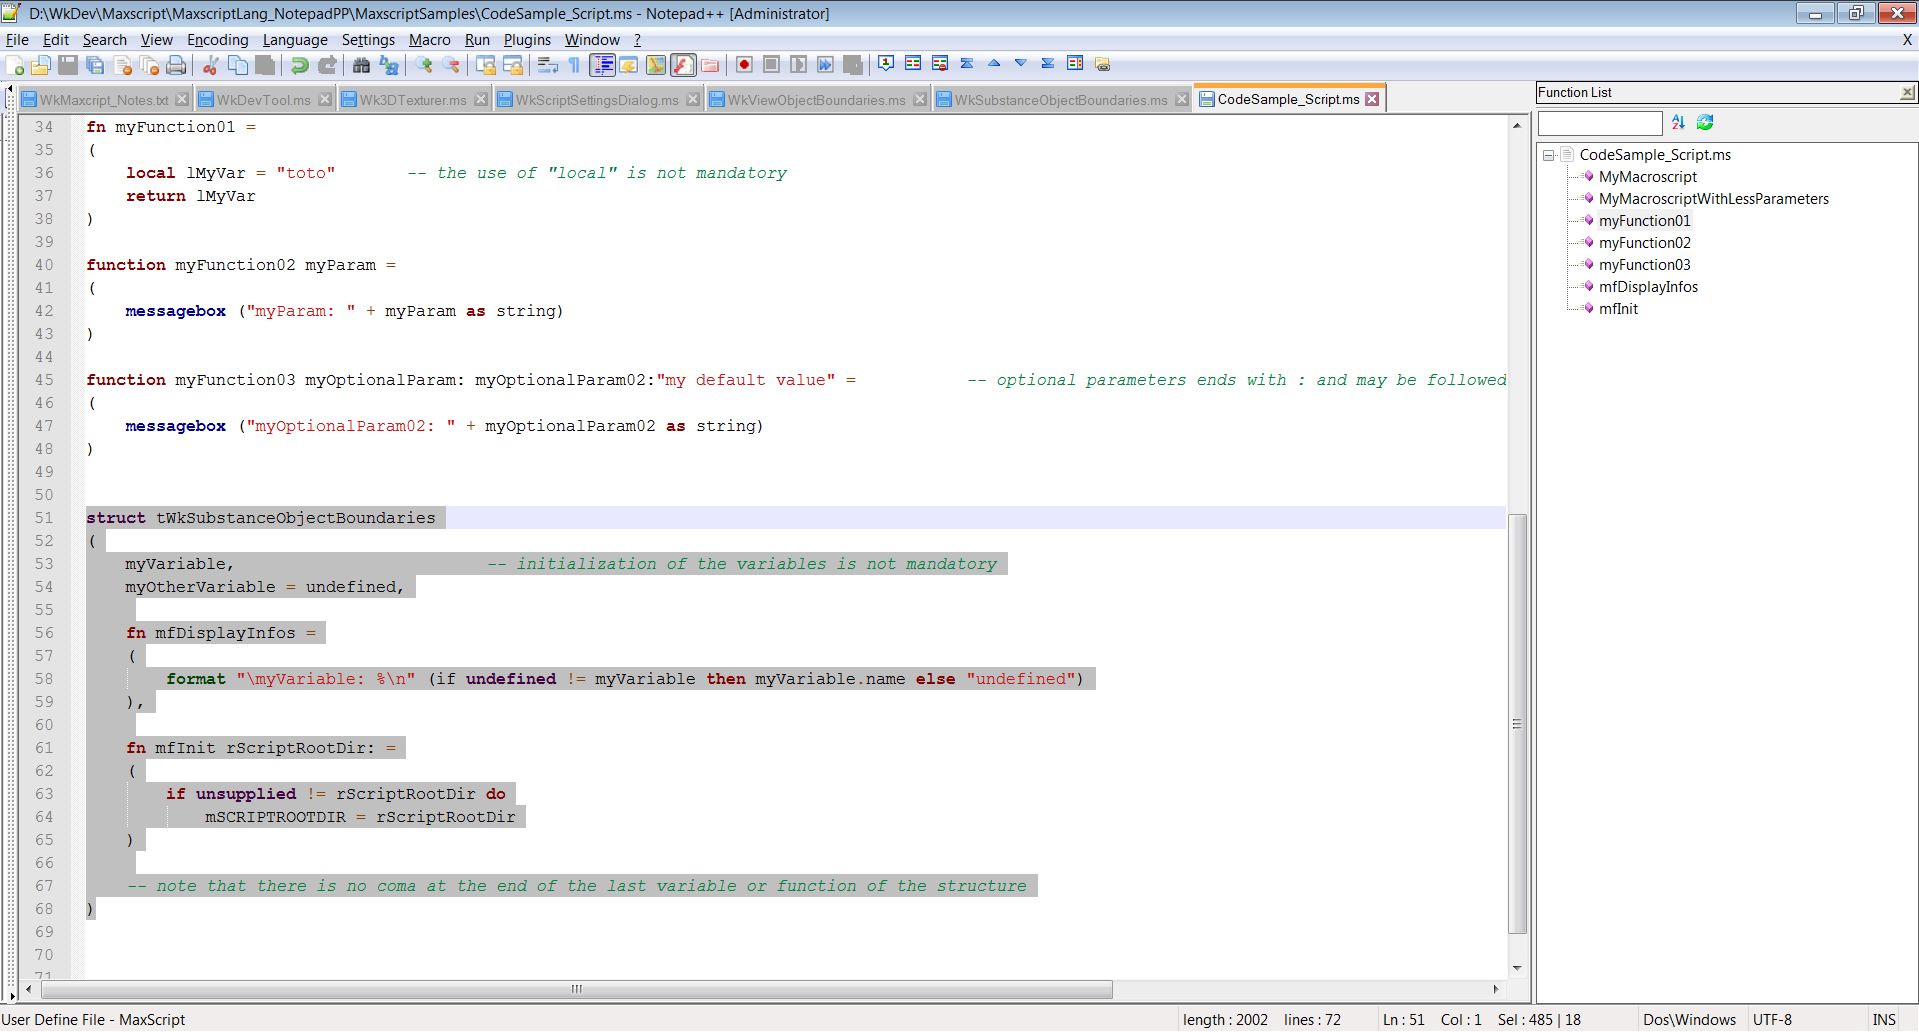 D:\WkDev\Maxscript\MaxscriptLang_NotepadPP\MaxscriptSamples\CodeSample_Script.ms - Notepad++ [Administrator]
File Edit Search View Encoding Language Settings Macro Run Plugins Window ? X
WkMaxcript_Notes.txt WkDevTool.ms Wk3DTexturer.ms WkScriptSettingsDialog.ms WkViewObjectBoundaries.ms WkSubstanceObjectBoundaries.ms CodeSample_Script.ms
34 fn myFunction01 =
35 (
36 local lMyVar = "toto" -- the use of "local" is not mandatory
37 return lMyVar
38 )
39
40 function myFunction02 myParam =
41 (
42 messagebox ("myParam: " + myParam as string)
43 )
44
45 function myFunction03 myOptionalParam: myOptionalParam02:"my default value" = -- optional parameters ends with : and may be followed
46 (
47 messagebox ("myOptionalParam02: " + myOptionalParam02 as string)
48 )
49
50
51 struct tWkSubstanceObjectBoundaries
52 (
53 myVariable, -- initialization of the variables is not mandatory
54 myOtherVariable = undefined,
55
56 fn mfDisplayInfos =
57 (
58 format "\myVariable: %\n" (if undefined != myVariable then myVariable.name else "undefined")
59 ),
60
61 fn mfInit rScriptRootDir: =
62 (
63 if unsupplied != rScriptRootDir do
64 mSCRIPTROOTDIR = rScriptRootDir
65 )
66
67 -- note that there is no coma at the end of the last variable or function of the structure
68 )
69
70
71
Function List
CodeSample_Script.ms
MyMacroscript
MyMacroscriptWithLessParameters
myFunction01
myFunction02
myFunction03
mfDisplayInfos
mfInit
User Define File - MaxScript length : 2002 lines : 72 Ln : 51 Col : 1 Sel : 485 | 18 Dos\Windows UTF-8 INS